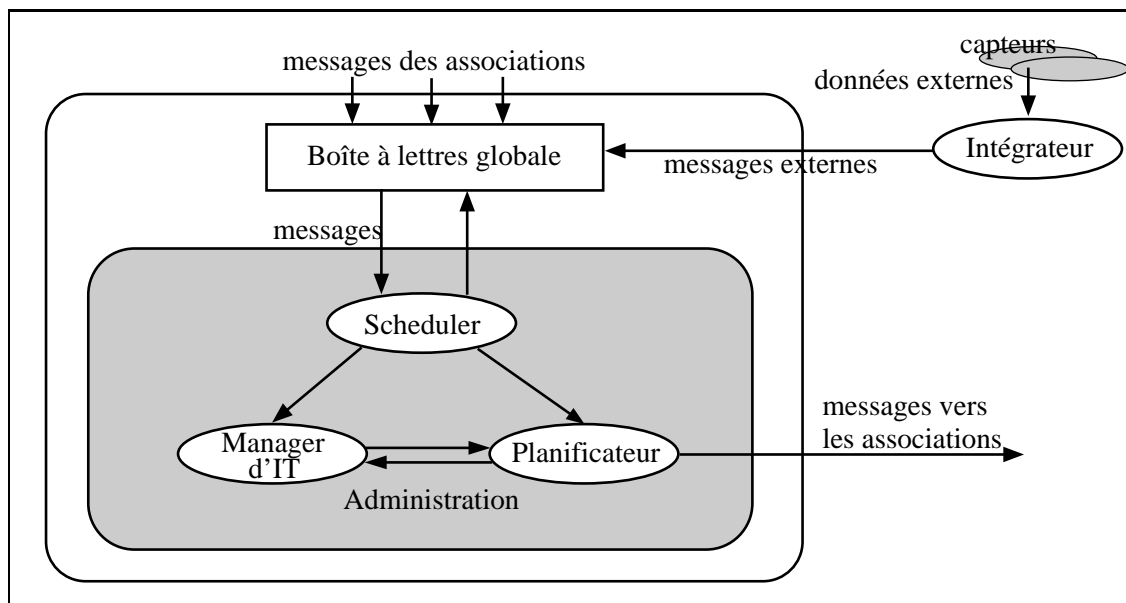 capteurs
messages des associations
données externes
Boîte à lettres globale
Intégrateur
messages externes
messages
Scheduler
messages vers
les associations
Manager
d'IT
Planificateur
Administration